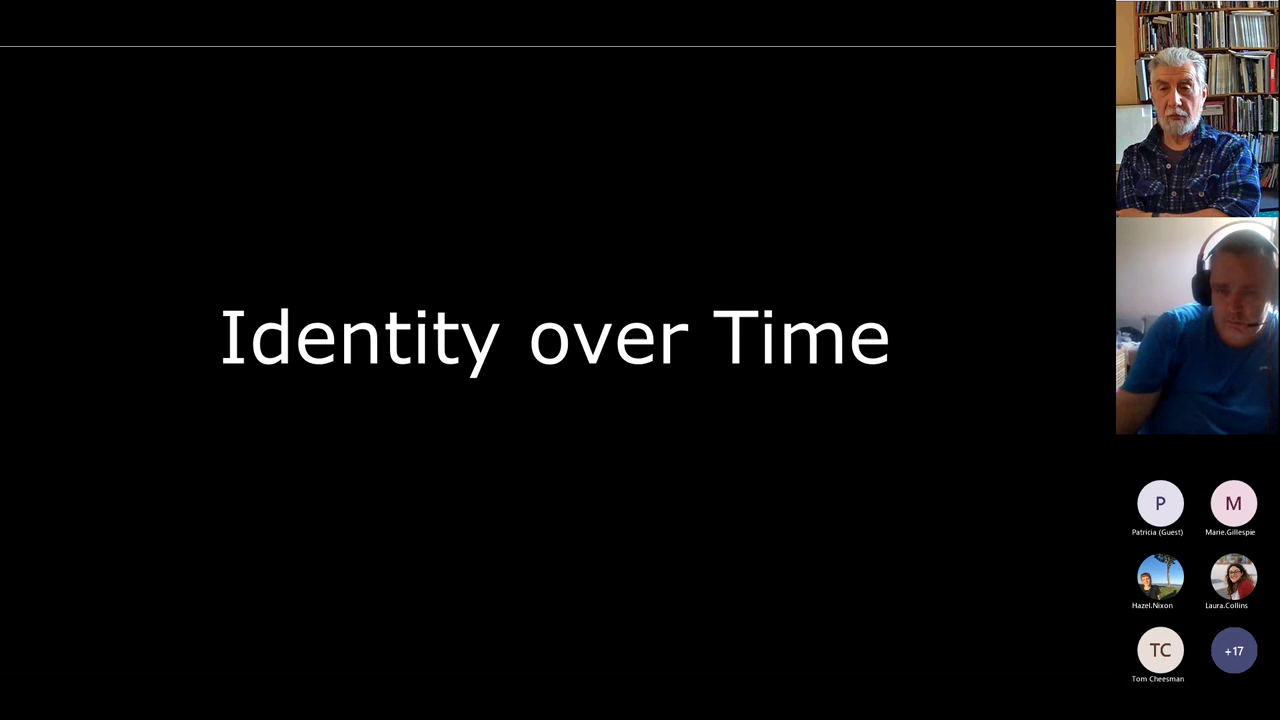 Identity over Time
P
M
Patricia (Guest)
Marie.Gillespie
Hazel.Nixon
Laura.Collins
TC
+17
Tom Cheesman